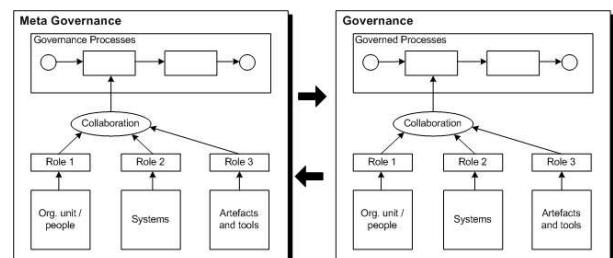 Meta Governance
Governance Processes
Collaboration
Role 1
Role 2
Role 3
Org. unit /
people
Systems
Artefacts
and tools
Governance
Governed Processes
Collaboration
Role 1
Role 2
Role 3
Org. unit /
people
Systems
Artefacts
and tools